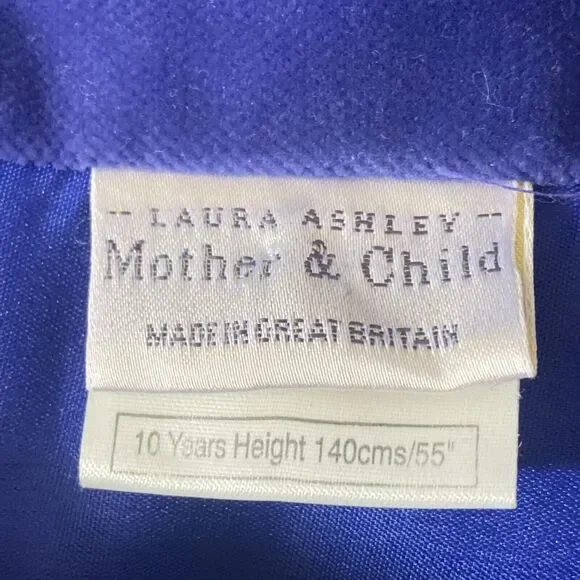 -- LAURA ASHLEY --
Mother & Child
MADE IN GREAT BRITAIN
10 Years Height 140cms/55"